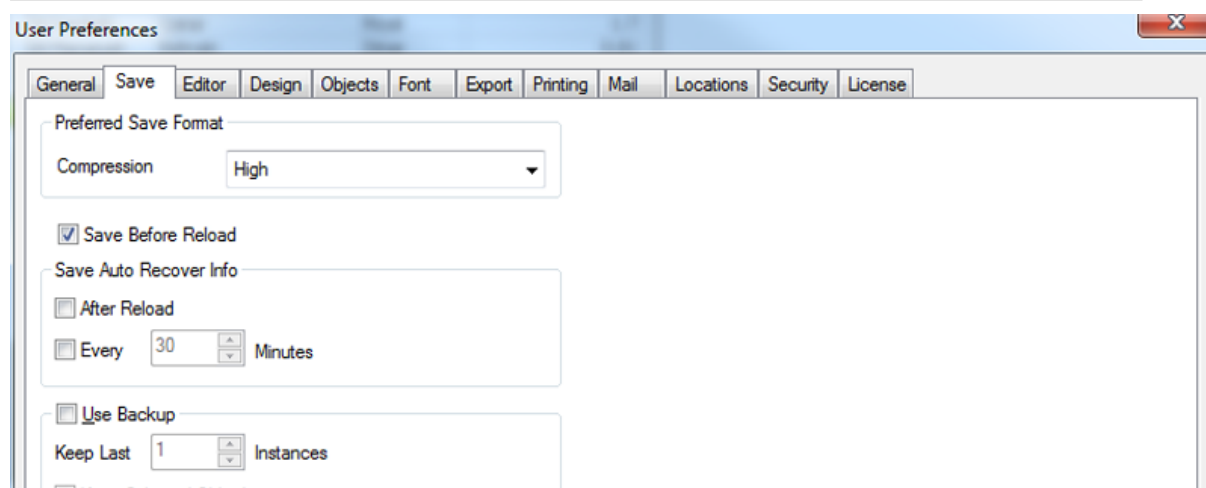 User Preferences
General Save Editor Design Objects Font Export Printing Mail Locations Security License
Preferred Save Format
Compression High
Save Before Reload
Save Auto Recover Info
After Reload
Every 30 Minutes
Use Backup
Keep Last 1 Instances